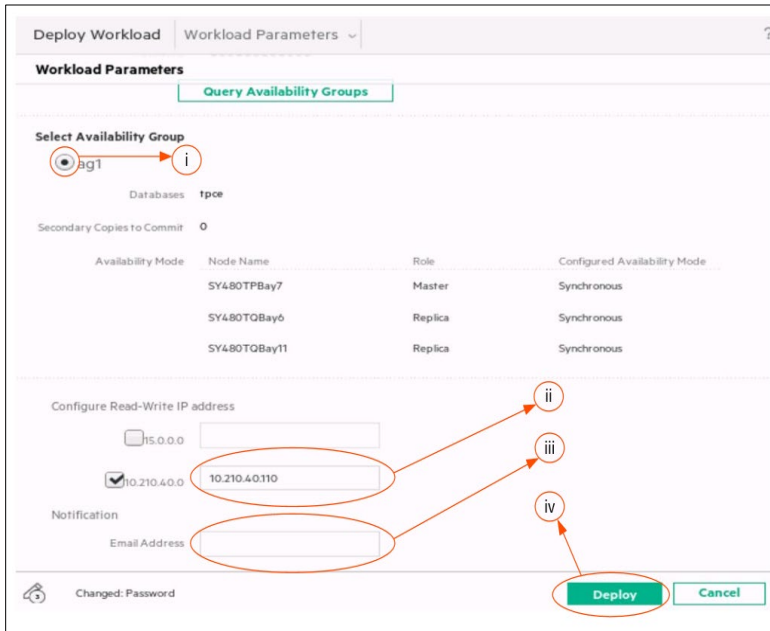 Deploy Workload Workload Parameters ?
Workload Parameters
Query Availability Groups
Select Availability Group
ag1 i
Databases tpce
Secondary Copies to Commit 0
Availability Mode Node Name Role Configured Availability Mode
SY480TPBay7 Master Synchronous
SY480TQBay6 Replica Synchronous
SY480TQBay11 Replica Synchronous
ii
Configure Read-Write IP address
15.0.0.0
iii
10.210.40.0 10.210.40.110
Notification
iv
Email Address
3 Changed: Password Deploy Cancel